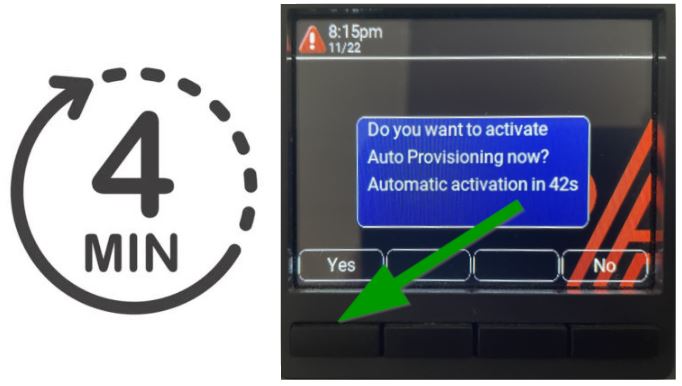 4
MIN
8:15pm
11/22
Do you want to activate
Auto Provisioning now?
Automatic activation in 42s
Yes
No